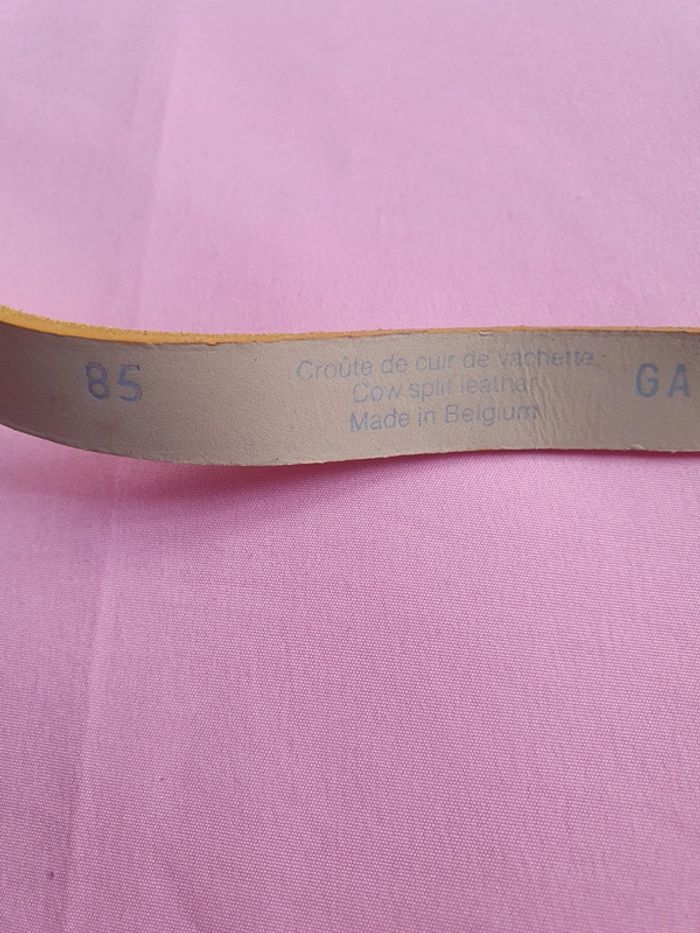 85
Croûte de cuir de vachette
Cow split leather
Made in Belgium
GA